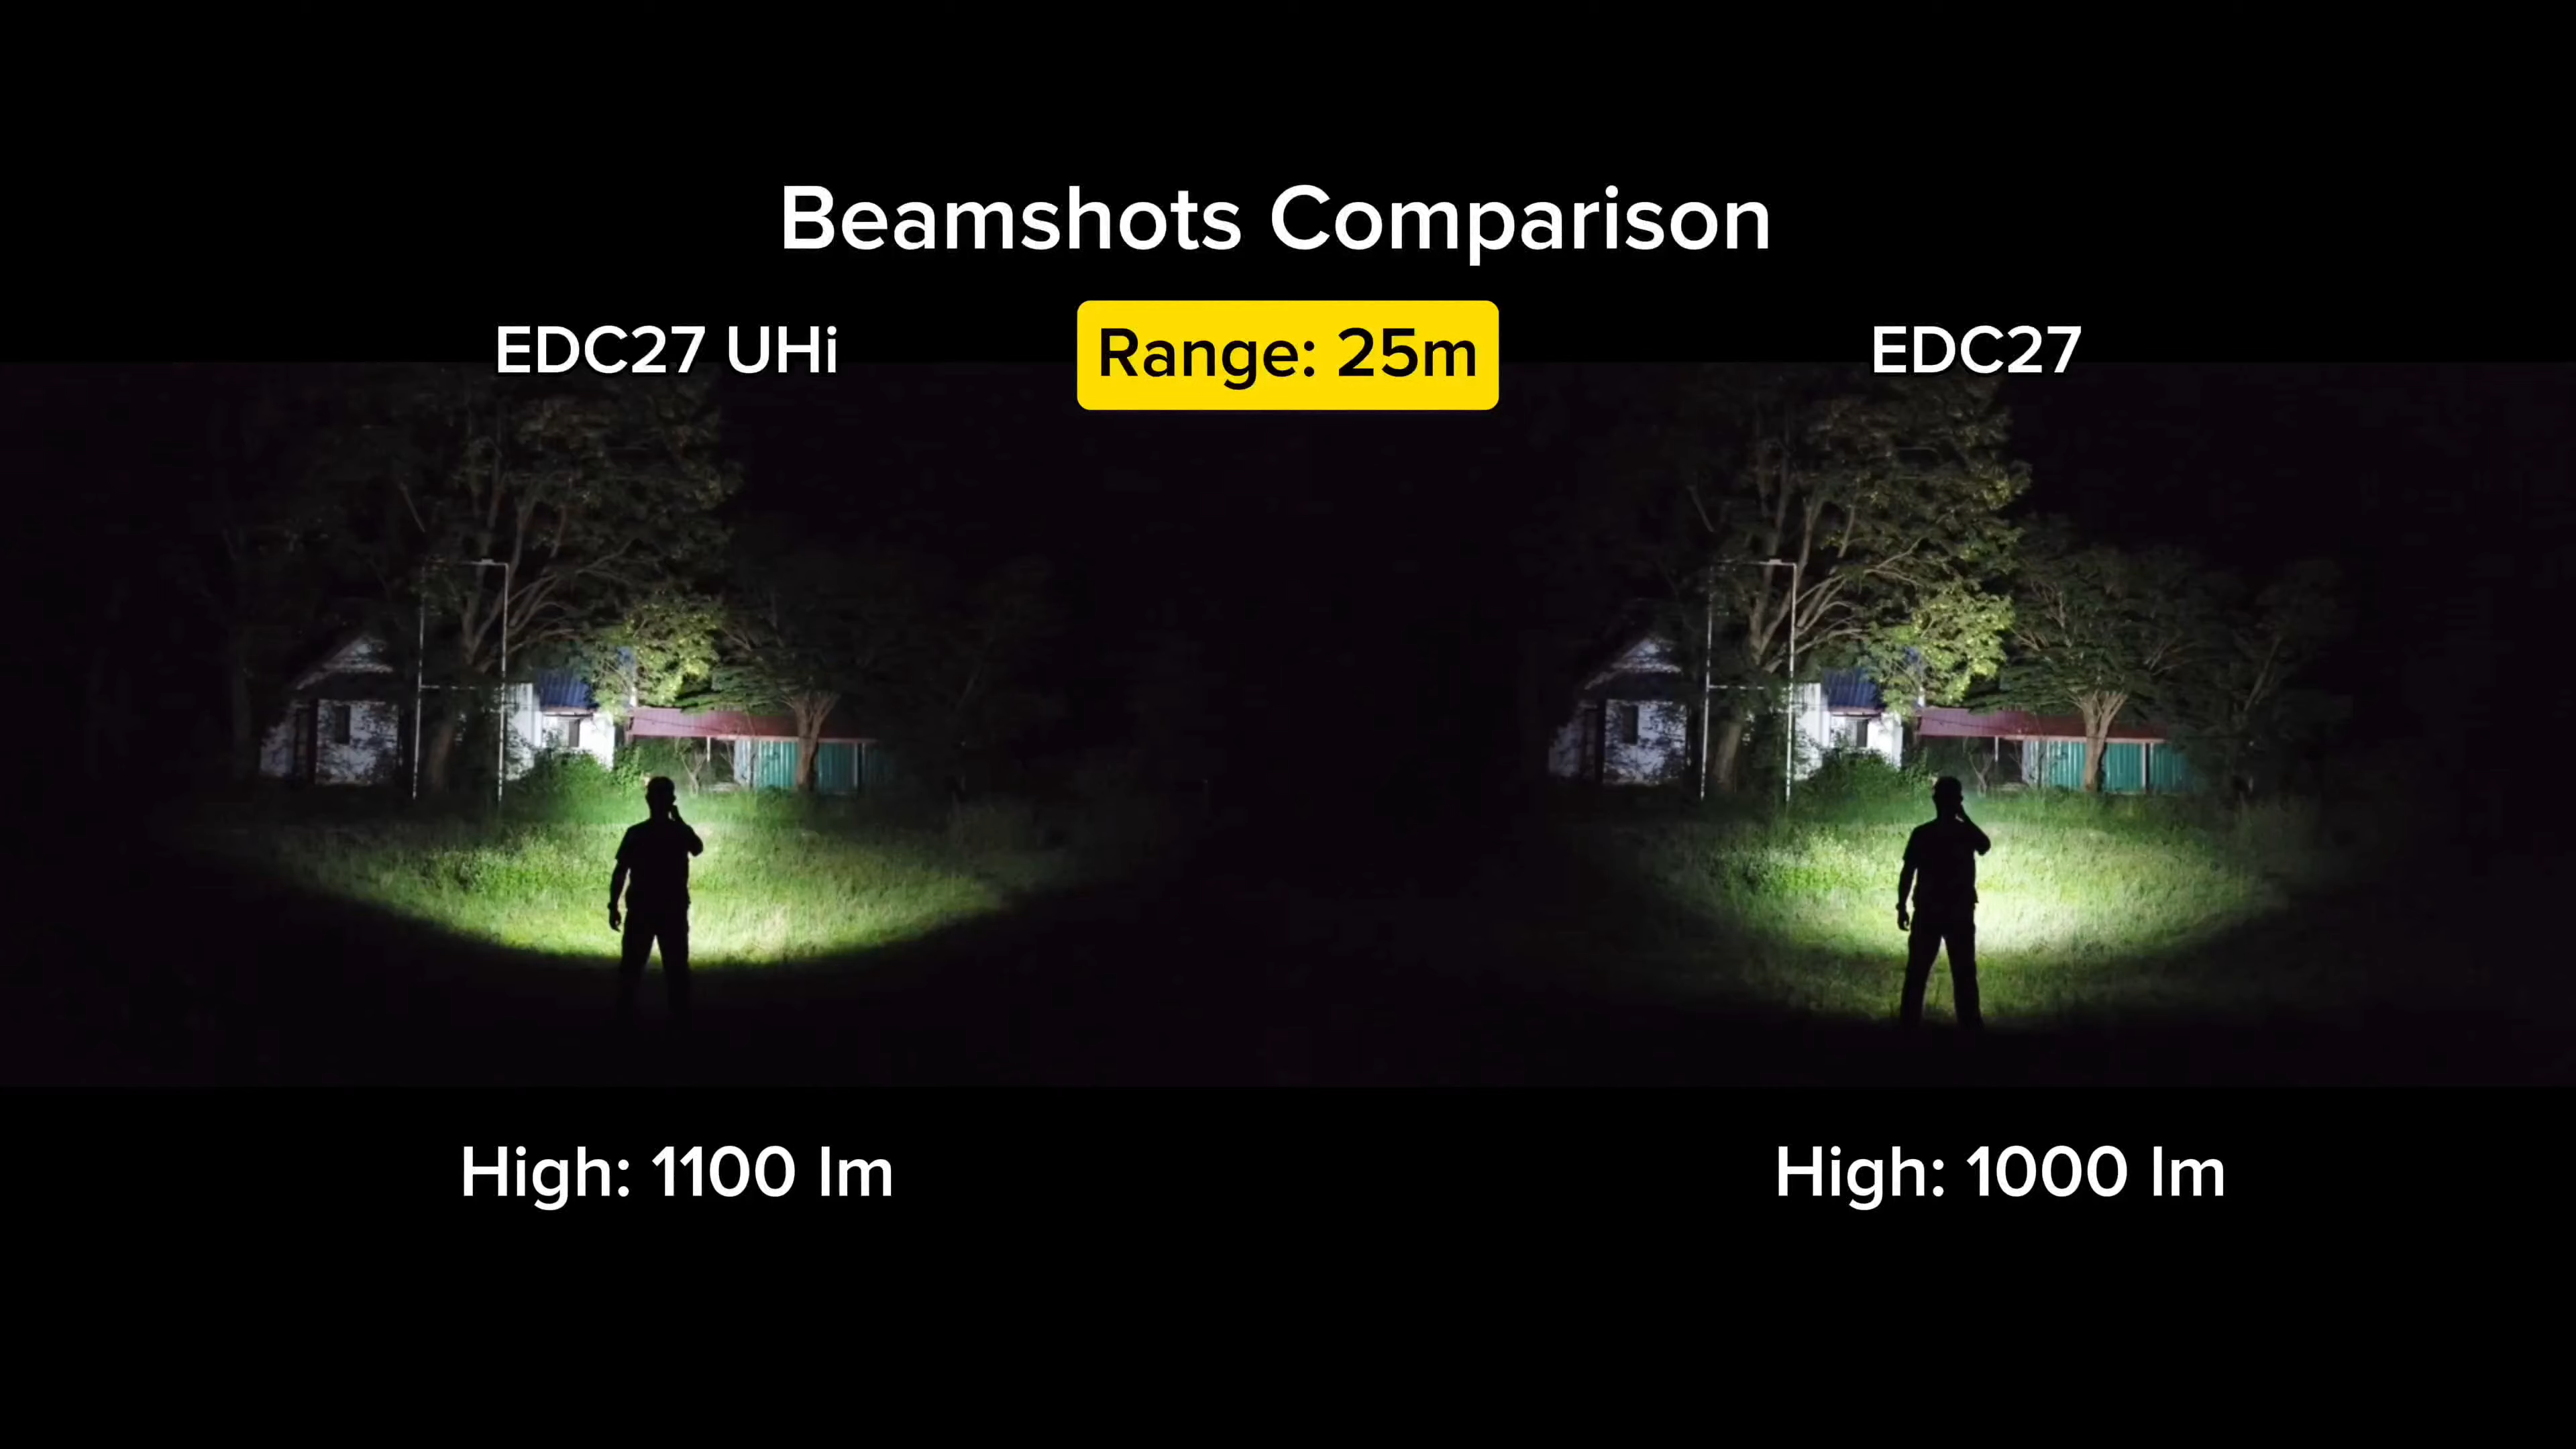 Beamshots Comparison
EDC27 UHi
Range: 25m
EDC27
High: 1100 lm
High: 1000 lm